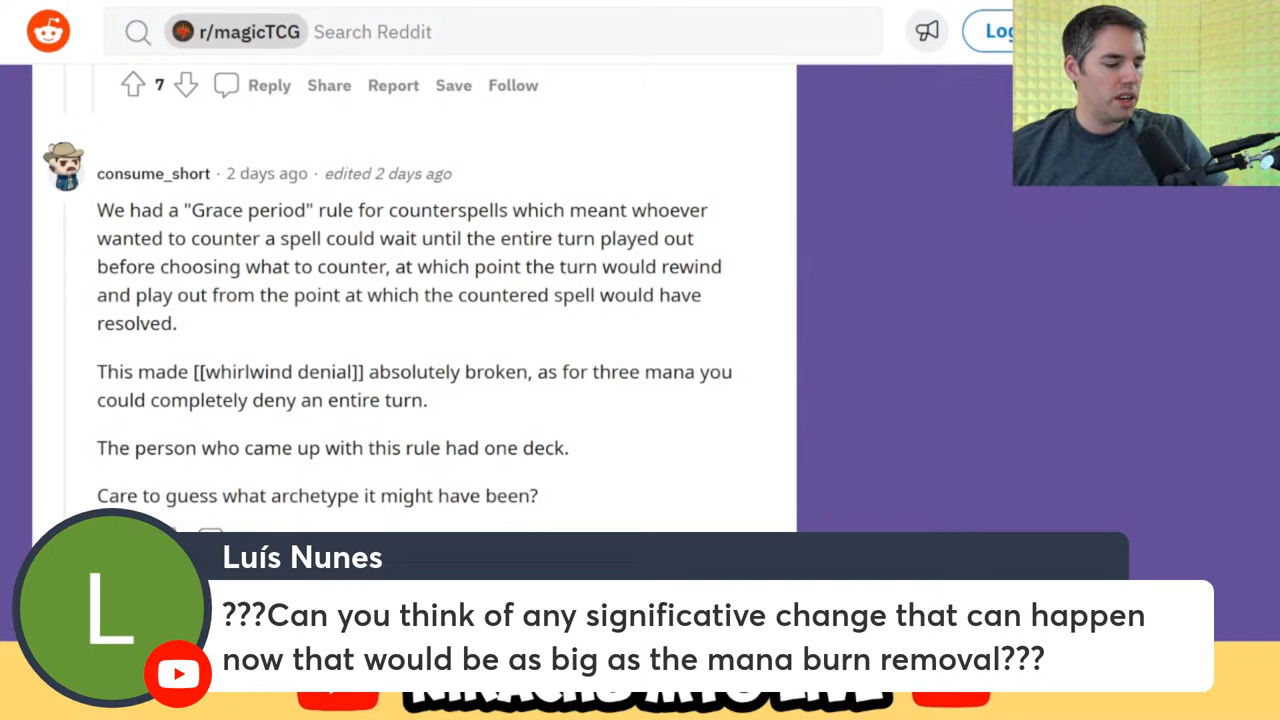 r/magicTCG Search Reddit
7 Reply Share Report Save Follow
consume_short · 2 days ago · edited 2 days ago
We had a "Grace period" rule for counterspells which meant whoever
wanted to counter a spell could wait until the entire turn played out
before choosing what to counter, at which point the turn would rewind
and play out from the point at which the countered spell would have
resolved.
This made [[whirlwind denial]] absolutely broken, as for three mana you
could completely deny an entire turn.
The person who came up with this rule had one deck.
Care to guess what archetype it might have been?
L
Luís Nunes
???Can you think of any significative change that can happen
now that would be as big as the mana burn removal???